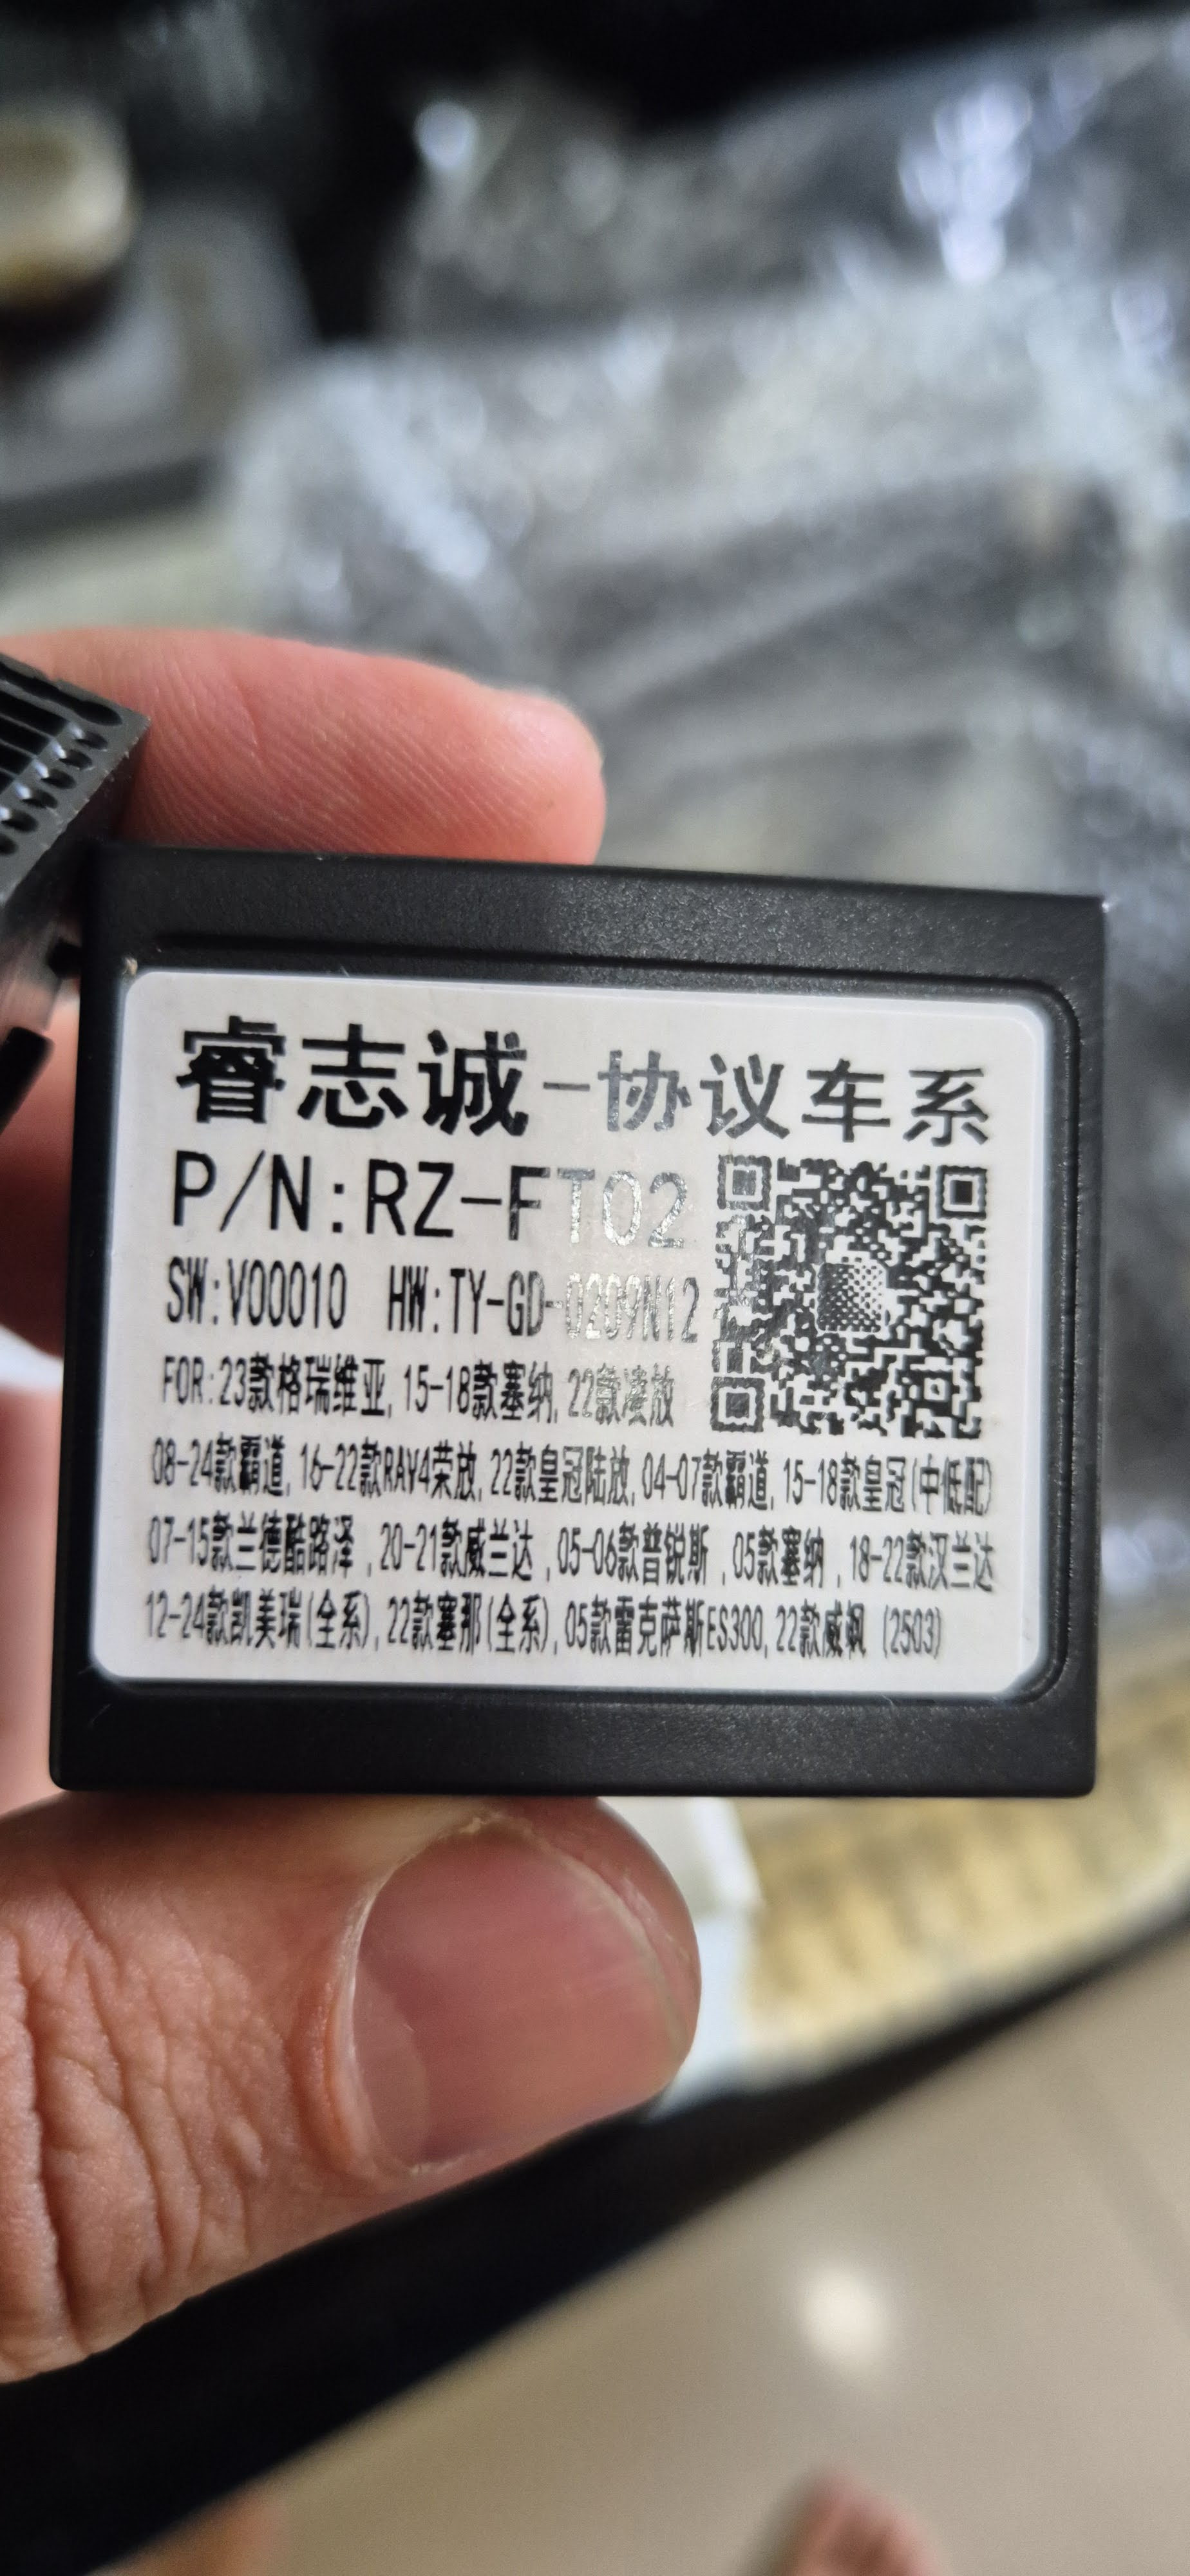 睿志诚-协议车系
P/N:RZ-FT02
SW:V00010 HW:TY-GD-0209N12
FOR:23款格瑞维亚,15-18款塞纳,22款凌放
08-24款霸道,16-22款RAV4荣放,22款皇冠陆放,04-07款霸道,15-18款皇冠(中低配)
07-15款兰德酷路泽,20-21款威兰达,05-06款普锐斯,05款塞纳,18-22款汉兰达
12-24款凯美瑞(全系),22款塞那(全系),05款雷克萨斯ES300,22款威飒 (2503)